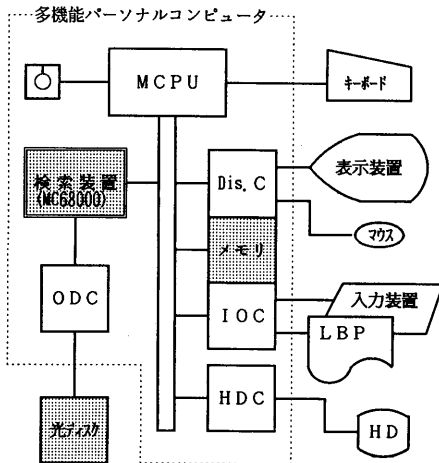 多機能パーソナルコンピュータ
MCPU
キーボード
検索装置
(MC68000)
Dis.C
表示装置
マウス
メモリ
ODC
IOC
入力装置
LBP
光ディスク
HDC
HD